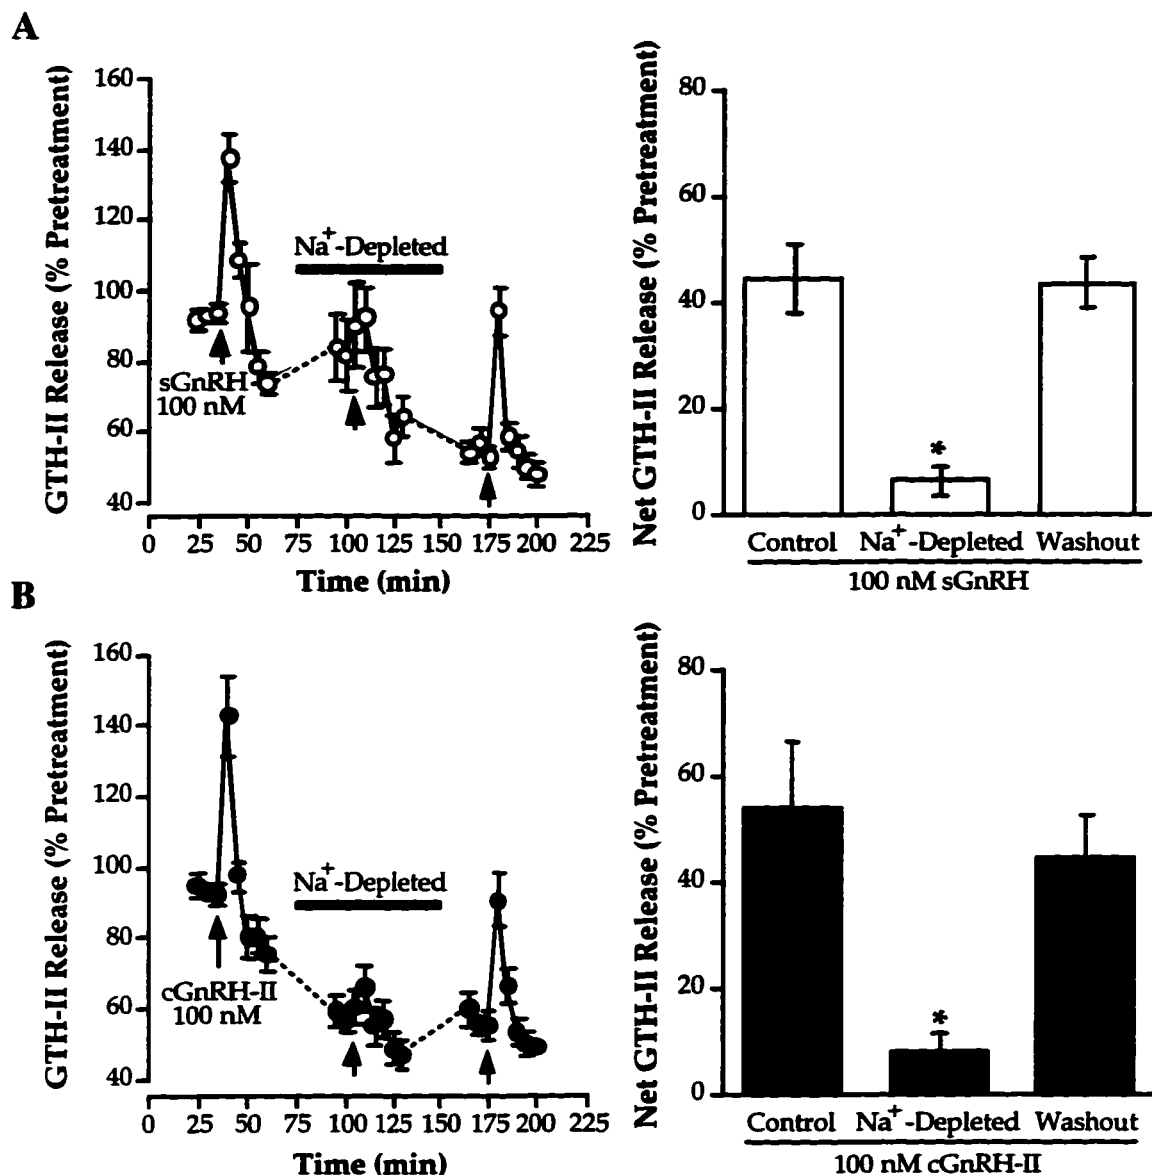 A
GTH-II Release (% Pretreatment)
160
140
120
100
80
60
40
Na+-Depleted
sGnRH
100 nM
0 25 50 75 100 125 150 175 200 225
Time (min)
Net GTH-II Release (% Pretreatment)
80
60
40
20
0
*
Control Na+-Depleted Washout
100 nM sGnRH
B
GTH-II Release (% Pretreatment)
160
140
120
100
80
60
40
Na+-Depleted
cGnRH-II
100 nM
0 25 50 75 100 125 150 175 200 225
Time (min)
Net GTH-II Release (% Pretreatment)
80
60
40
20
0
*
Control Na+-Depleted Washout
100 nM cGnRH-II